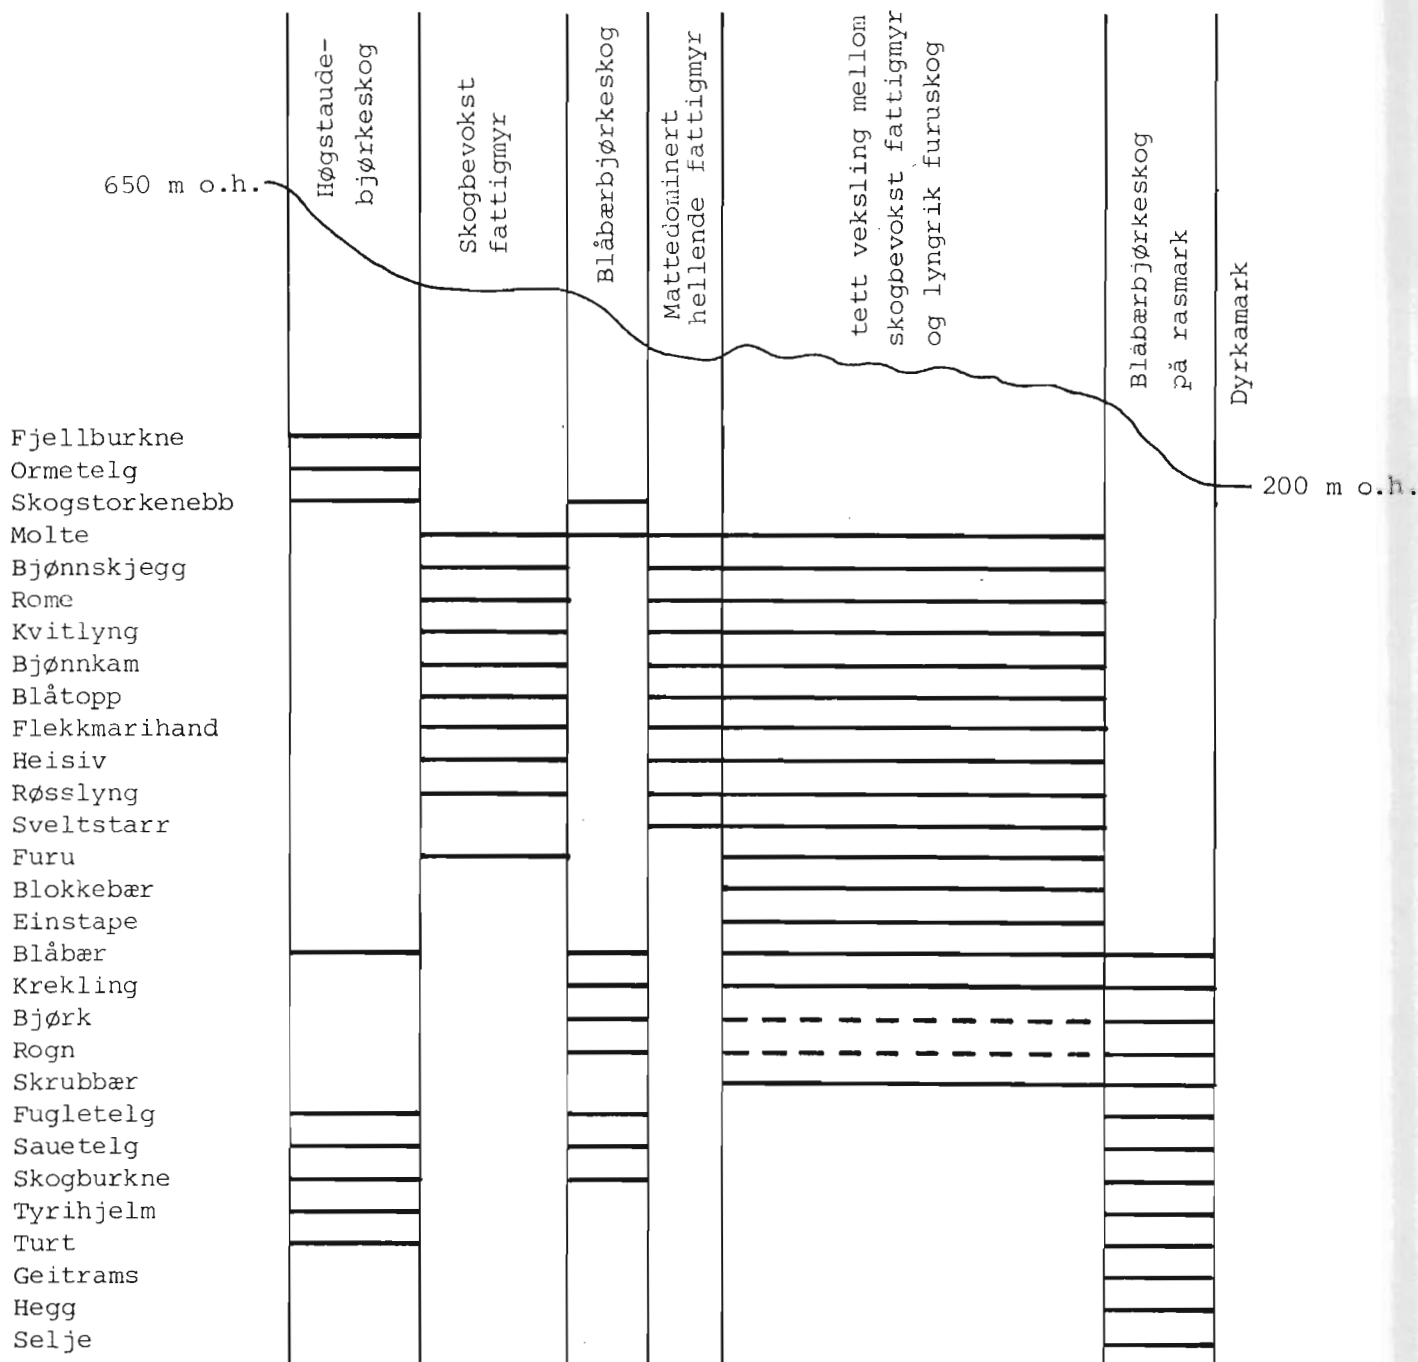 Høgstaude-
bjørkeskog
Skogbevokst
fattigmyr
Blåbærbjørkeskog
Mattedominert
hellende fattigmyr
tett veksling mellom
skogbevokst fattigmyr
og lyngrik furuskog
Blåbærbjørkeskog
på rasmark
Dyrkamark
650 m o.h.
200 m o.h.
Fjellburkne
Ormetelg
Skogstorkenebb
Molte
Bjønnskjegg
Rome
Kvitlyng
Bjønnkam
Blåtopp
Flekkmarihand
Heisiv
Røsslyng
Sveltstarr
Furu
Blokkebær
Einstape
Blåbær
Krekling
Bjørk
Rogn
Skrubbær
Fugletelg
Sauetelg
Skogburkne
Tyrihjelm
Turt
Geitrams
Hegg
Selje